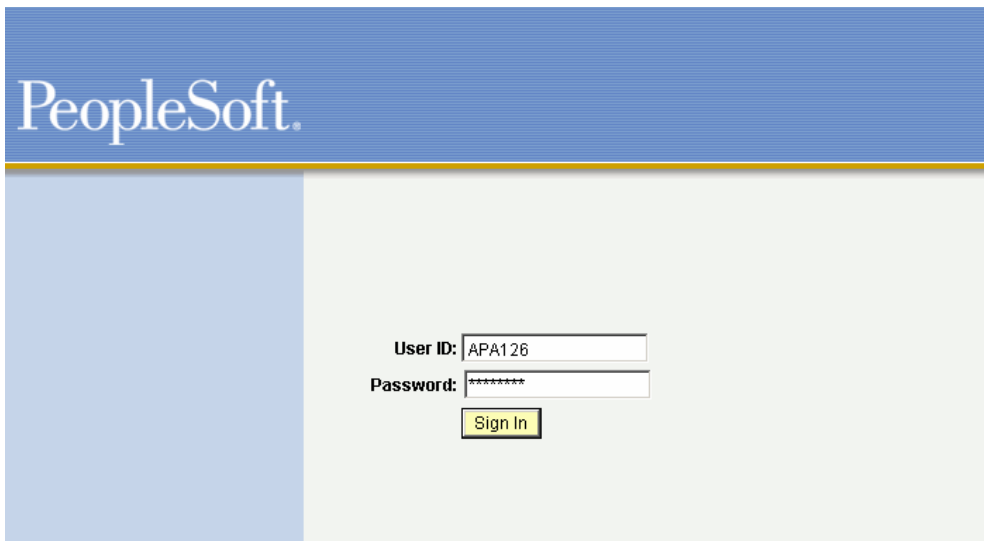 PeopleSoft®
User ID: APA126
Password: ********
Sign In